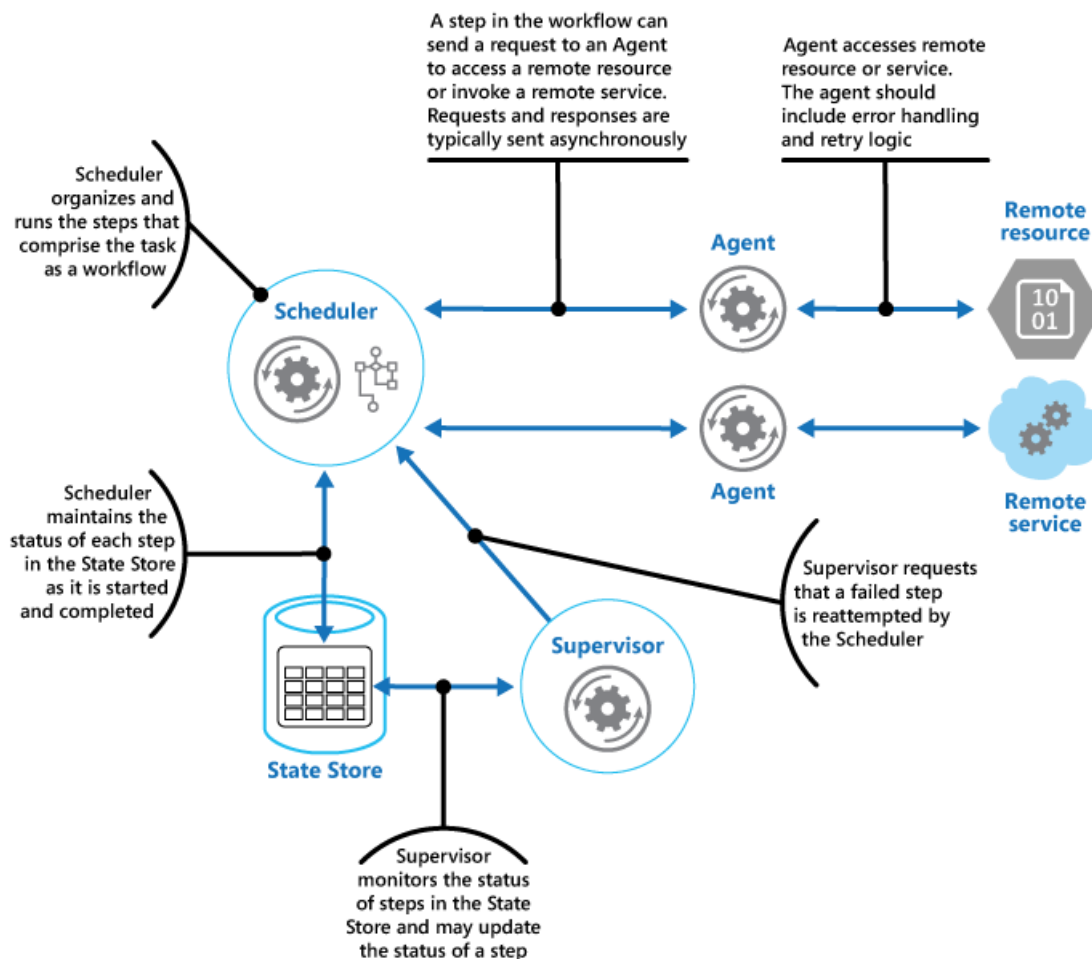 A step in the workflow can
send a request to an Agent
to access a remote resource
or invoke a remote service.
Requests and responses are
typically sent asynchronously
Agent accesses remote
resource or service.
The agent should
include error handling
and retry logic
Scheduler
organizes and
runs the steps that
comprise the task
as a workflow
Remote
resource
Agent
Scheduler
10
01
Agent
Remote
service
Scheduler
maintains the
status of each step
in the State Store
as it is started
and completed
Supervisor requests
that a failed step
is reattempted by
the Scheduler
Supervisor
State Store
Supervisor
monitors the status
of steps in the State
Store and may update
the status of a step